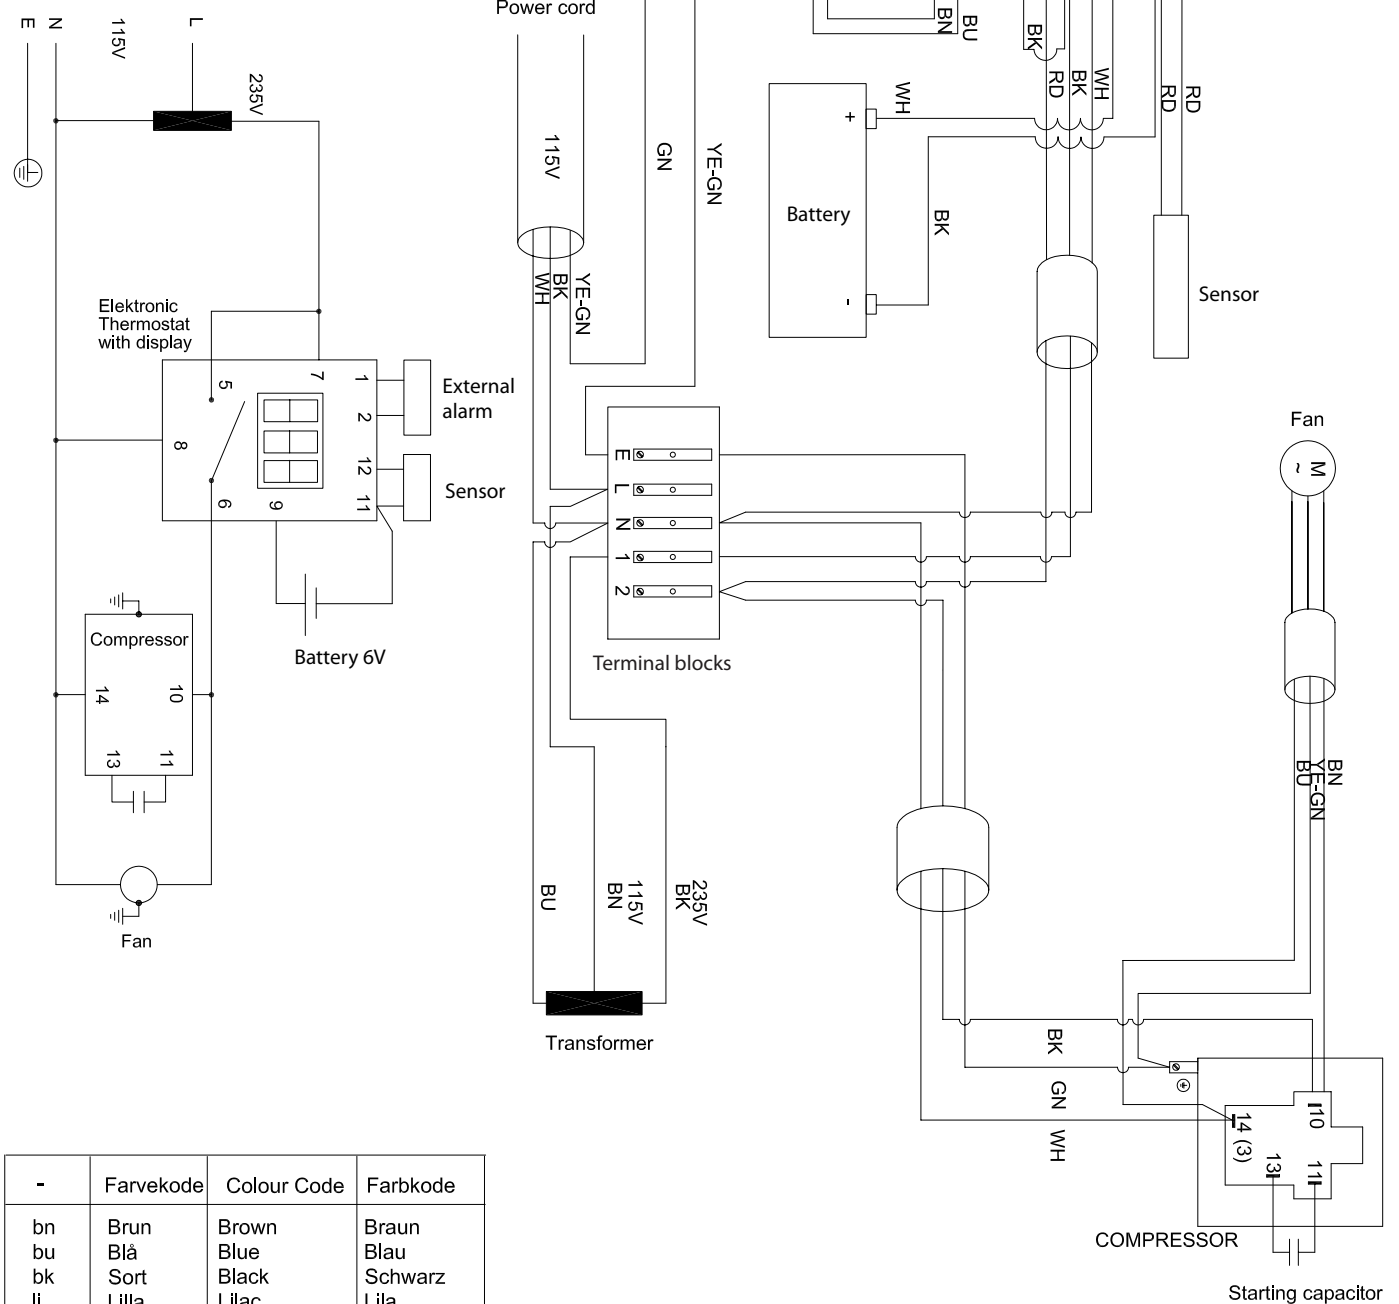 Power cord
E
N
L
115V
235V
BN
BU
BK
RD
BK
WH
RD
RD
WH
+
115V
GN
YE-GN
Battery
BK
-
WH
BK
YE-GN
Sensor
Elektronic
Thermostat
with display
5
7
1
2
8
12
11
6
9
External
alarm
Sensor
Battery 6V
E
L
N
1
2
Terminal blocks
Fan
M
~
Compressor
14
10
13
11
Fan
BU
115V
BN
235V
BK
Transformer
BN
YE-GN
BU
BK
GN
WH
10
14 (3)
13
11
COMPRESSOR
Starting capacitor
- Farvekode Colour Code Farbkode
bn Brun Brown Braun
bu Blå Blue Blau
bk Sort Black Schwarz
li Lilla Lilac Lila